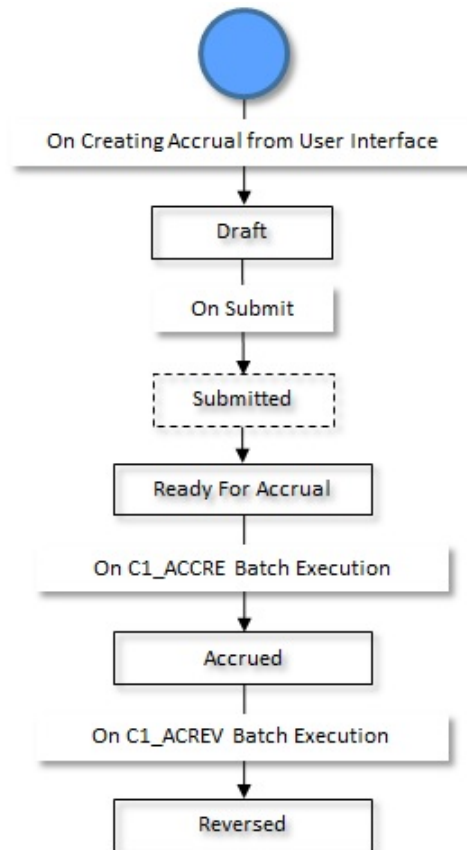 On Creating Accrual from User Interface
Draft
On Submit
Submitted
Ready For Accrual
On C1_ACCRE Batch Execution
Accrued
On C1_ACREV Batch Execution
Reversed